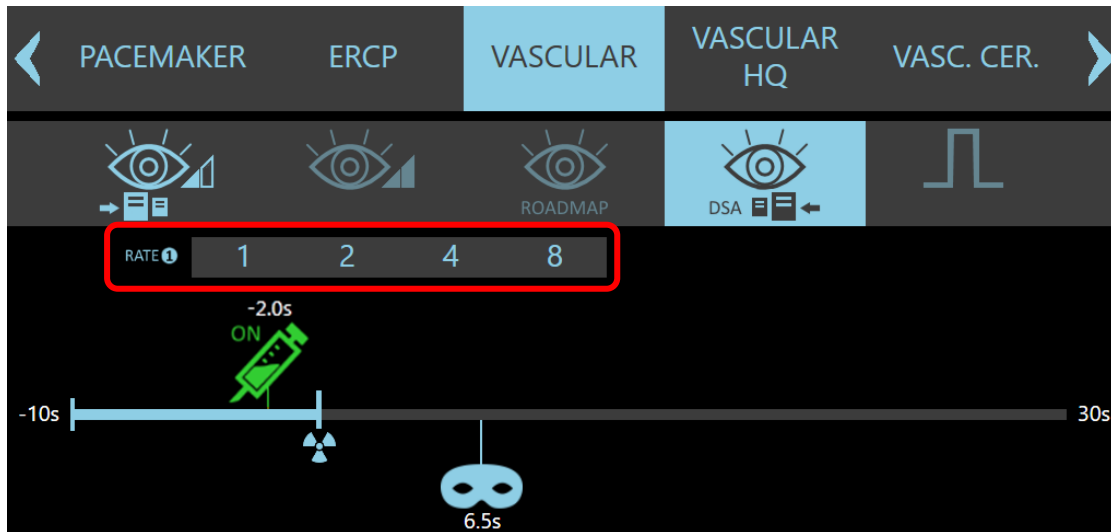 PACEMAKER ERCP VASCULAR VASCULAR HQ VASC. CER.
ROADMAP DSA
RATE 1 1 2 4 8
-2.0s
ON
-10s 30s
6.5s